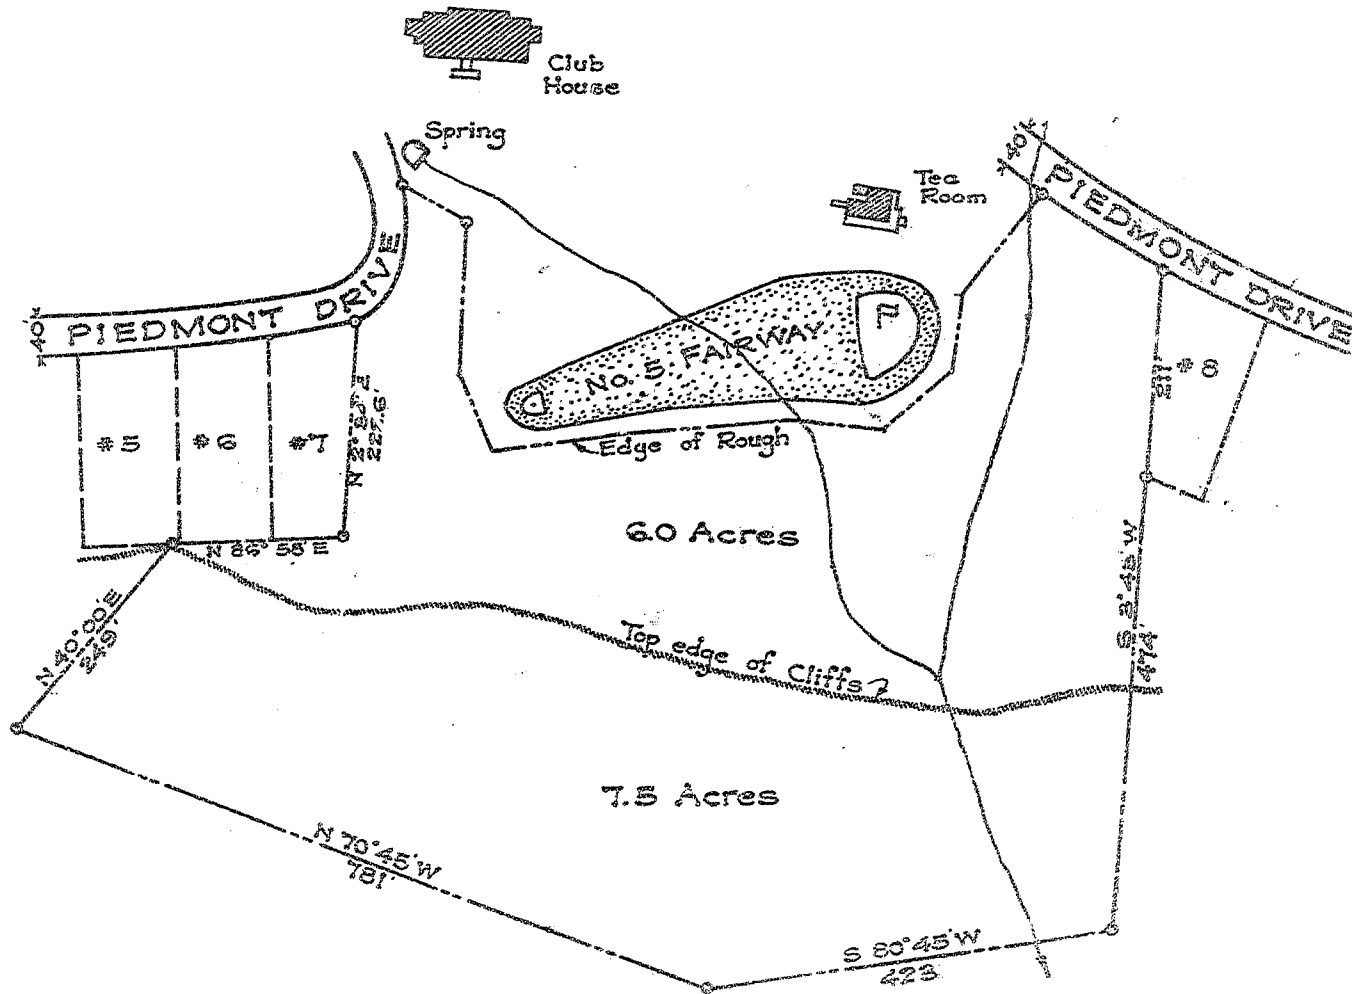 Club
House
Spring
Tea
Room
40'
PIEDMONT DRIVE
40'
PIEDMONT DRIVE
No. 5 FAIRWAY
Edge of Rough
#5
#6
#7
227.6'
#8
211'
N 86° 58' E
6.0 Acres
N 40°00'E
249'
Top edge of Cliffs
S 3°45'W
474'
7.5 Acres
N 70°45'W
781'
S 80°45'W
423'